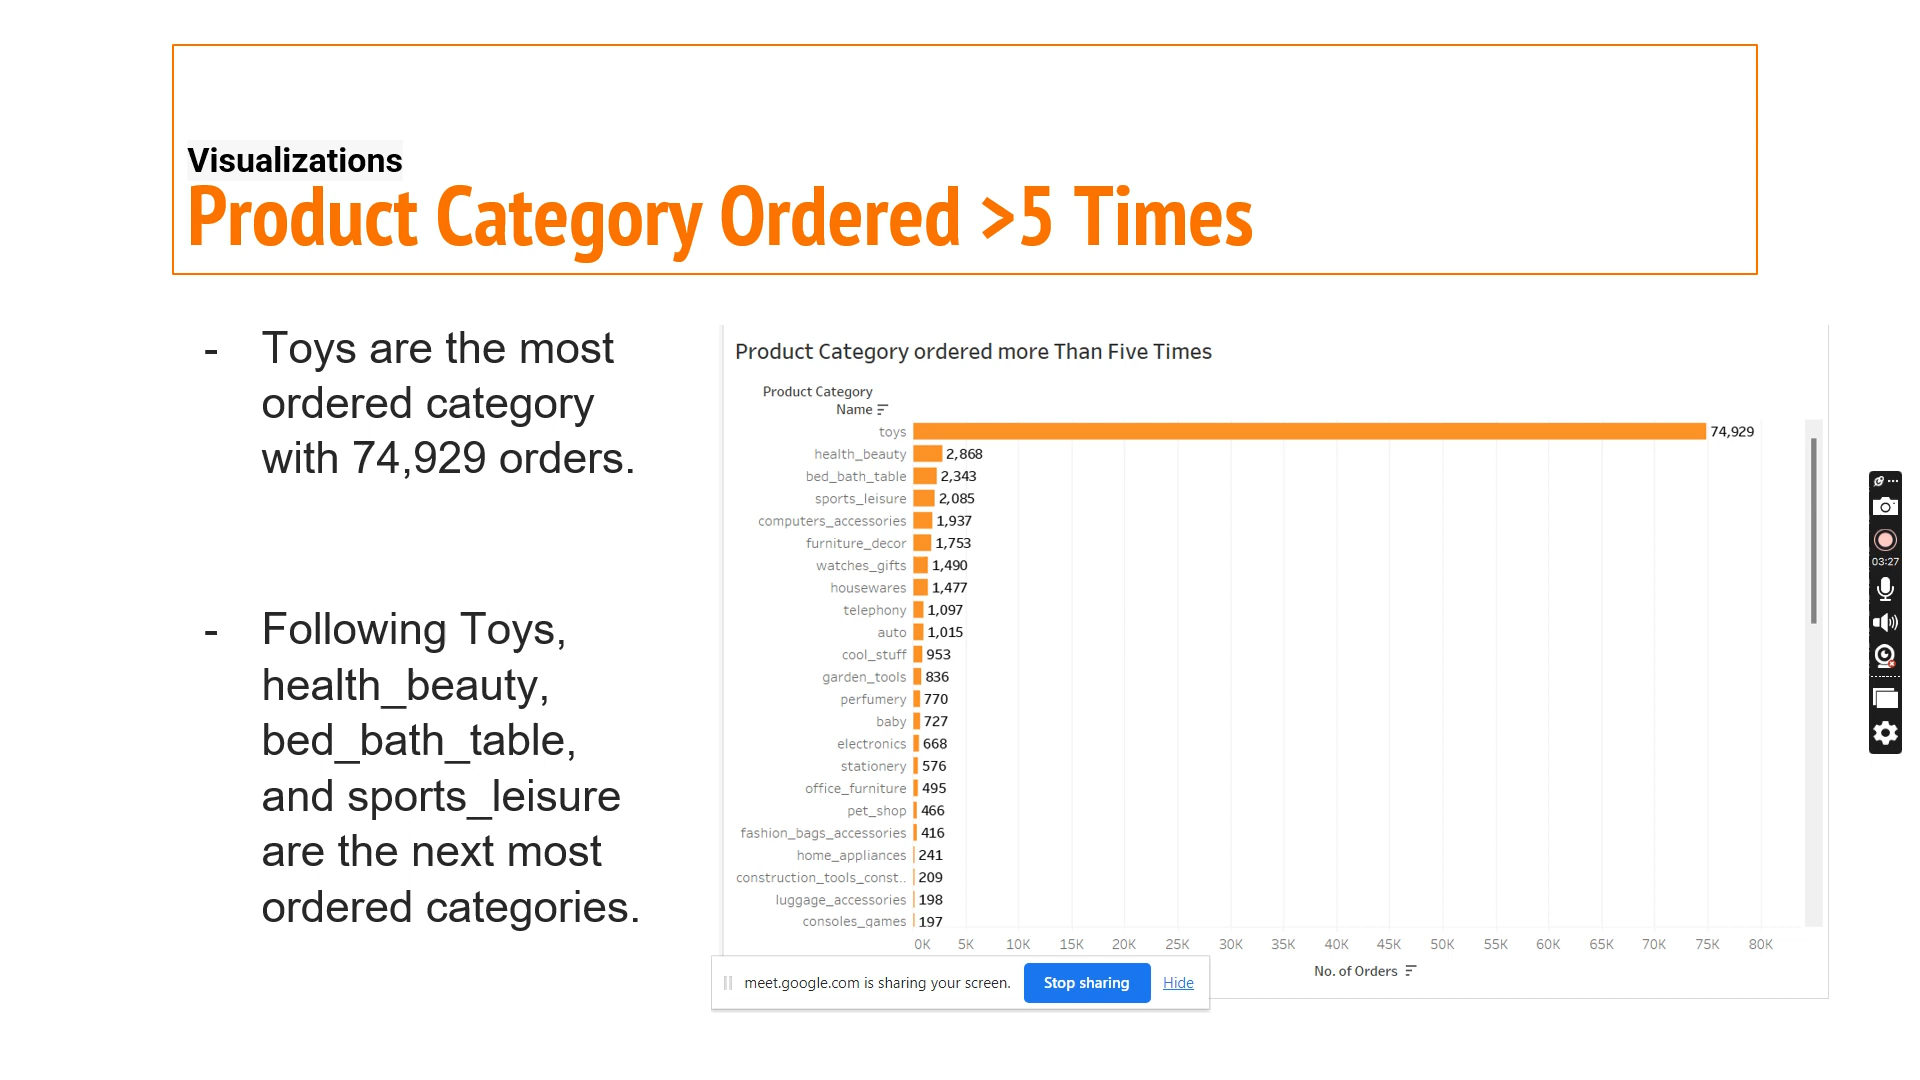 Visualizations
Product Category Ordered >5 Times
- Toys are the most
ordered category
with 74,929 orders.
- Following Toys,
health_beauty,
bed_bath_table,
and sports_leisure
are the next most
ordered categories.
Product Category ordered more Than Five Times
Product Category
Name
toys 74,929
health_beauty 2,868
bed_bath_table 2,343
sports_leisure 2,085
computers_accessories 1,937
furniture_decor 1,753
watches_gifts 1,490
housewares 1,477
telephony 1,097
auto 1,015
cool_stuff 953
garden_tools 836
perfumery 770
baby 727
electronics 668
stationery 576
office_furniture 495
pet_shop 466
fashion_bags_accessories 416
home_appliances 241
construction_tools_const.. 209
luggage_accessories 198
consoles_games 197
0K 5K 10K 15K 20K 25K 30K 35K 40K 45K 50K 55K 60K 65K 70K 75K 80K
No. of Orders
meet.google.com is sharing your screen. Stop sharing Hide
03:27